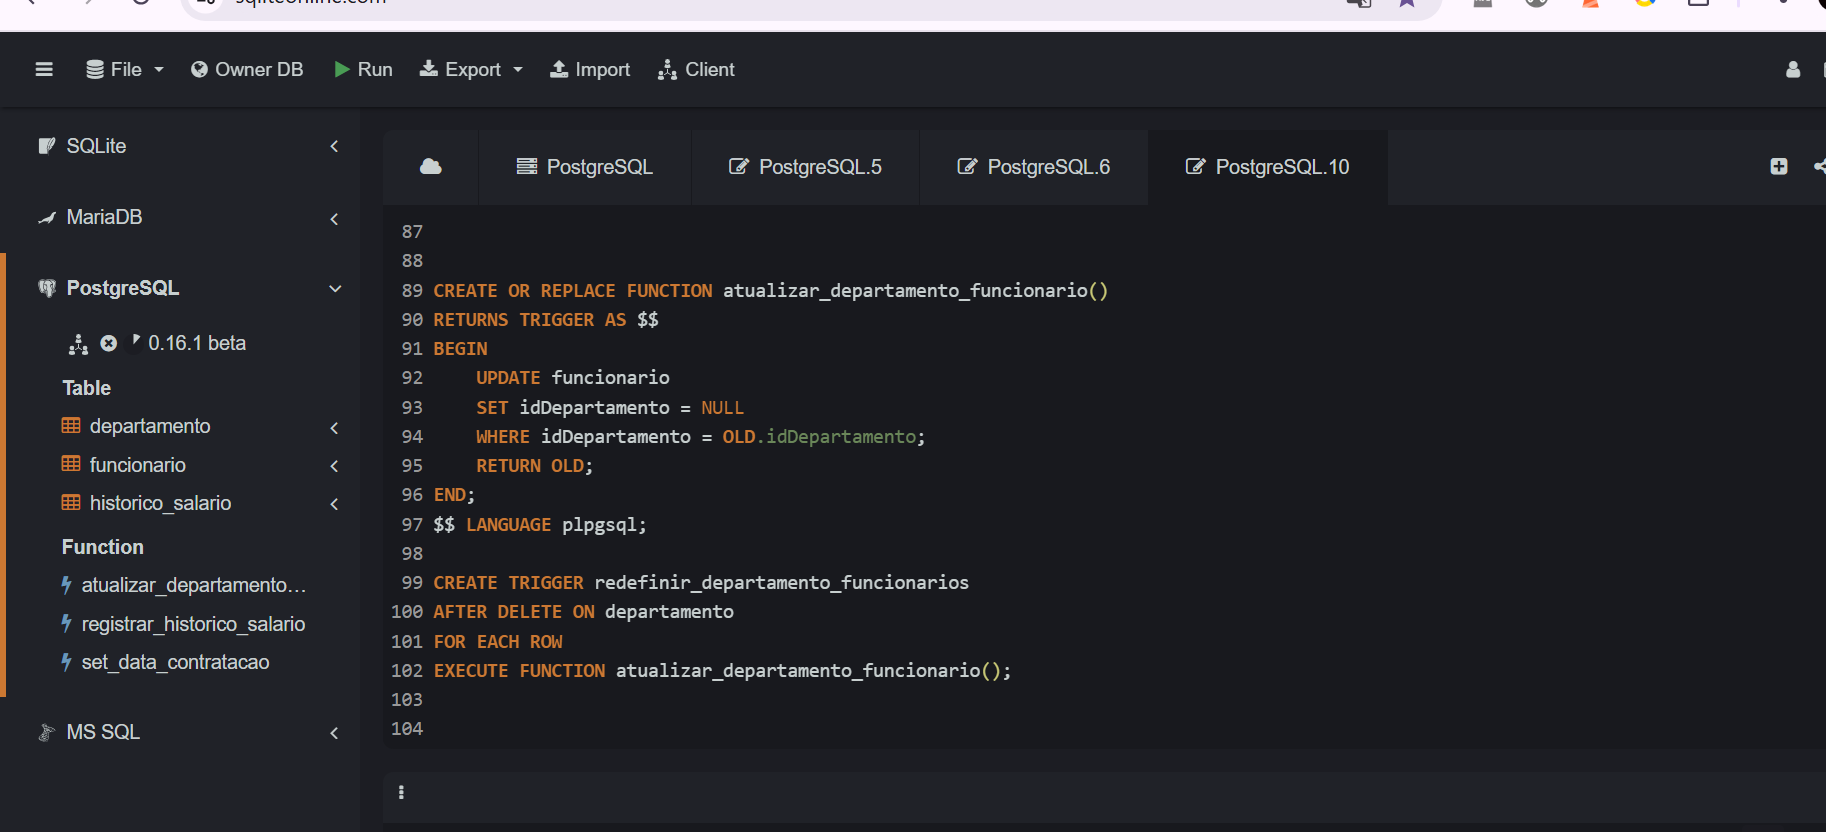 File
Owner DB
Run
Export
Import
Client
SQLite
MariaDB
PostgreSQL
0.16.1 beta
Table
departamento
funcionario
historico_salario
Function
atualizar_departamento...
registrar_historico_salario
set_data_contratacao
MS SQL
PostgreSQL
PostgreSQL.5
PostgreSQL.6
PostgreSQL.10
87
88
89 CREATE OR REPLACE FUNCTION atualizar_departamento_funcionario()
90 RETURNS TRIGGER AS $$
91 BEGIN
92     UPDATE funcionario
93     SET idDepartamento = NULL
94     WHERE idDepartamento = OLD.idDepartamento;
95     RETURN OLD;
96 END;
97 $$ LANGUAGE plpgsql;
98
99 CREATE TRIGGER redefinir_departamento_funcionarios
100 AFTER DELETE ON departamento
101 FOR EACH ROW
102 EXECUTE FUNCTION atualizar_departamento_funcionario();
103
104